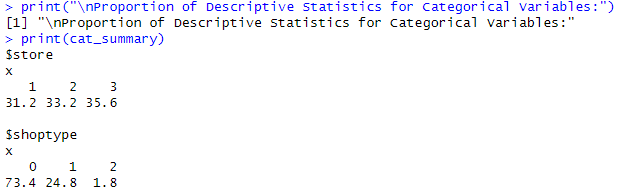 > print("\nProportion of Descriptive Statistics for Categorical Variables:")
[1] "\nProportion of Descriptive Statistics for Categorical Variables:"
> print(cat_summary)
$store
x
   1    2    3
31.2 33.2 35.6

$shoptype
x
   0    1    2
73.4 24.8  1.8